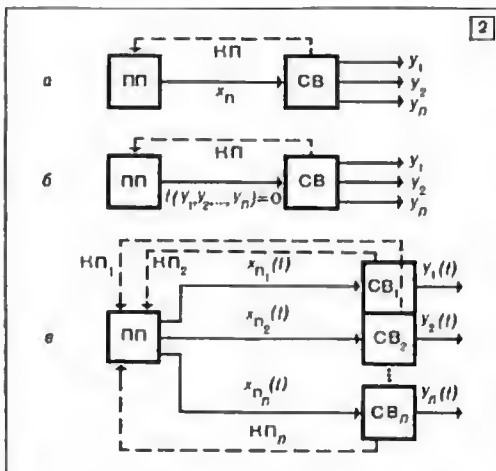 2
КП
а ПП x_п СВ y_1
y_2
y_n
КП
б ПП f(y_1, y_2..., y_n)=0 СВ y_1
y_2
y_n
КП_1 КП_2 x_п_1(t) СВ_1 y_1(t)
в ПП x_п_2(t) СВ_2 y_2(t)
x_п_n(t) СВ_n y_n(t)
КП_n